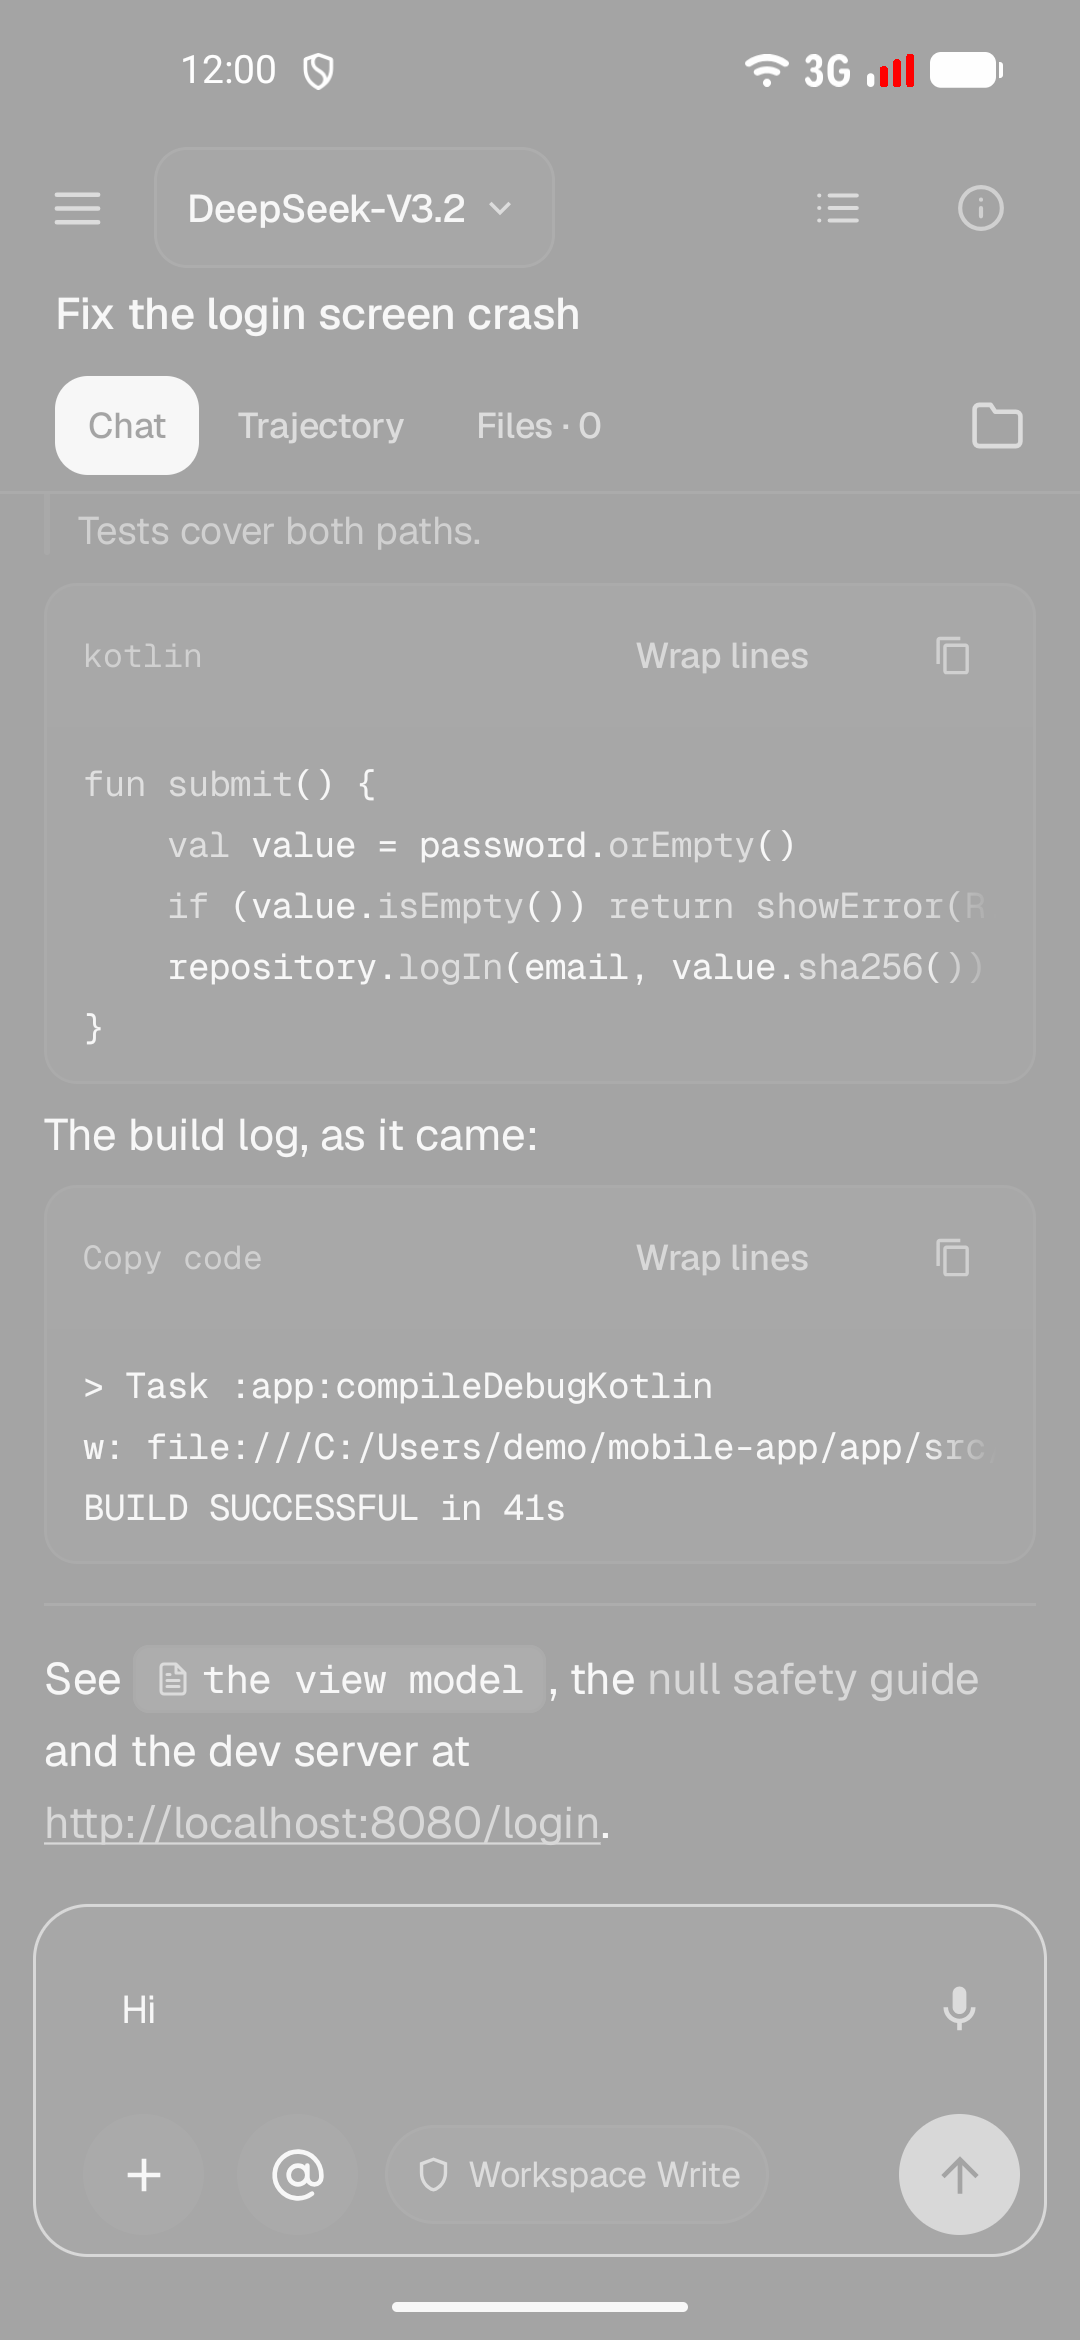 12:00 3G
DeepSeek-V3.2
Fix the login screen crash
Chat Trajectory Files · 0
Tests cover both paths.
kotlin Wrap lines
fun submit() {
    val value = password.orEmpty()
    if (value.isEmpty()) return showError(R
    repository.logIn(email, value.sha256())
}
The build log, as it came:
Copy code Wrap lines
> Task :app:compileDebugKotlin
w: file:///C:/Users/demo/mobile-app/app/src
BUILD SUCCESSFUL in 41s
See the view model, the null safety guide
and the dev server at
http://localhost:8080/login.
Hi
Workspace Write